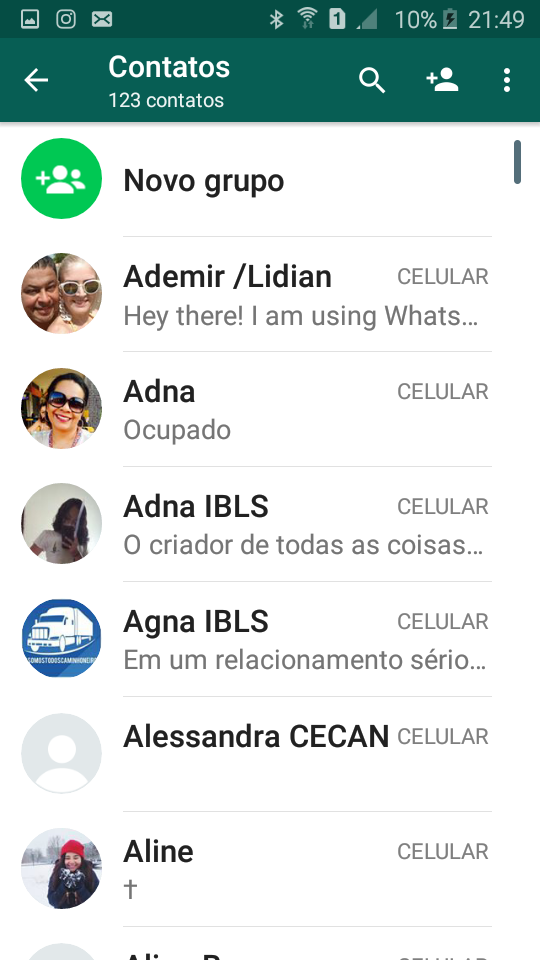 1 10% 21:49
Contatos
123 contatos
Novo grupo
Ademir /Lidian CELULAR
Hey there! I am using Whats...
Adna CELULAR
Ocupado
Adna IBLS CELULAR
O criador de todas as coisas...
Agna IBLS CELULAR
Em um relacionamento sério...
SOMOSTODOSCAMINHONEIRO
Alessandra CECAN CELULAR
Aline CELULAR
†